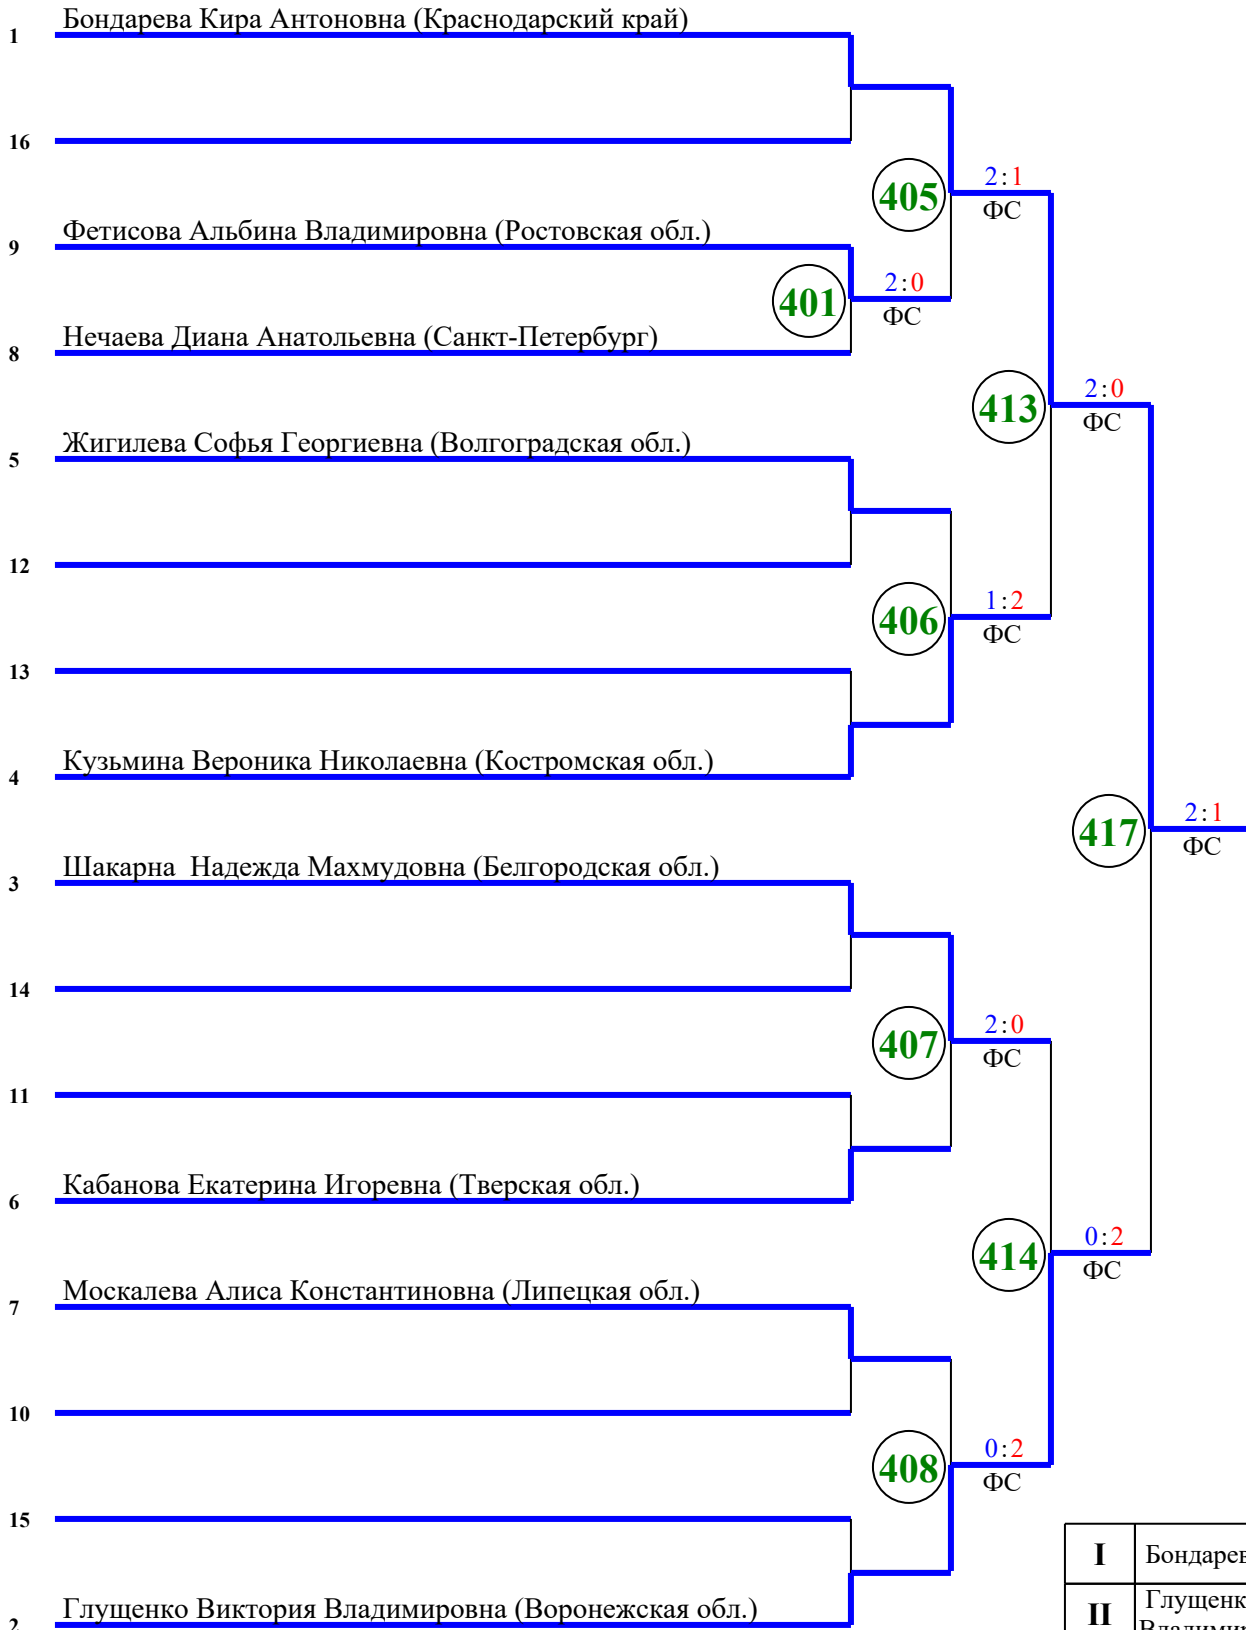 Бондарева Кира Антоновна (Краснодарский край)
1
16
2:1
405
ФС
Фетисова Альбина Владимировна (Ростовская обл.)
9
2:0
401
ФС
Нечаева Диана Анатольевна (Санкт-Петербург)
8
2:0
413
ФС
Жигилева Софья Георгиевна (Волгоградская обл.)
5
12
1:2
406
ФС
13
Кузьмина Вероника Николаевна (Костромская обл.)
4
2:1
417
ФС
Шакарна Надежда Махмудовна (Белгородская обл.)
3
14
2:0
407
ФС
11
Кабанова Екатерина Игоревна (Тверская обл.)
6
0:2
414
ФС
Москалева Алиса Константиновна (Липецкая обл.)
7
10
0:2
408
ФС
15
I Бондарев
Глущенко Виктория Владимировна (Воронежская обл.)
2
II Глущенк
Владимир